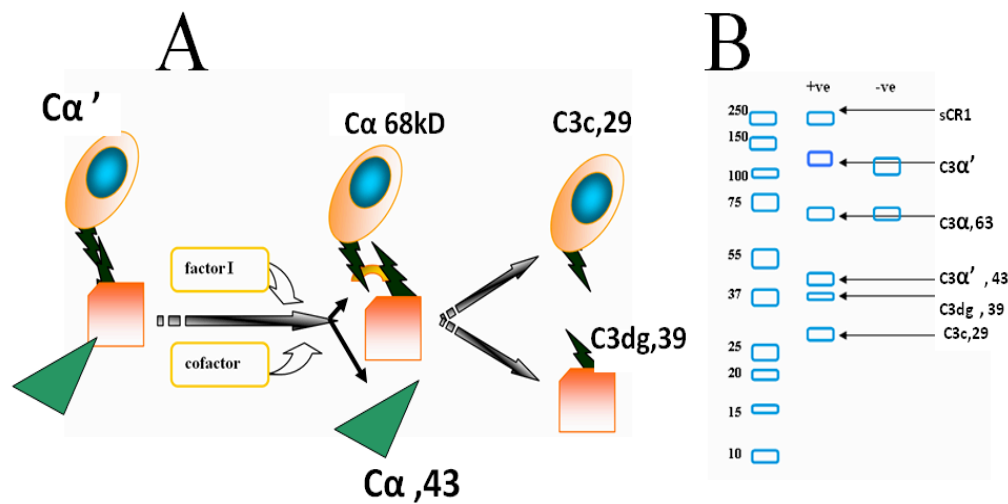 A
B
Cα ’
Cα 68kD
C3c,29
factor I
cofactor
C3dg,39
Cα ,43
+ve
-ve
250
150
100
75
55
37
25
20
15
10
sCR1
C3α’
C3α,63
C3α’ , 43
C3dg , 39
C3c,29